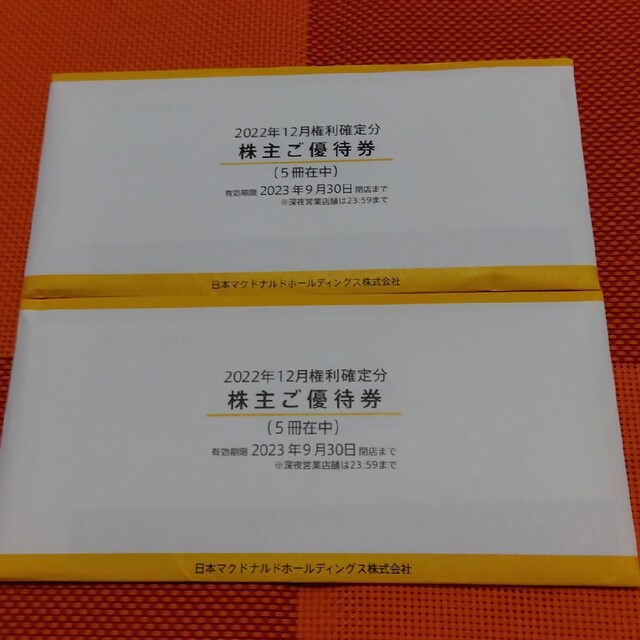 2022年12月権利確定分
株主ご優待券
(5冊在中)
有効期限 2023年9月30日 閉店まで
※深夜営業店舗は23:59まで
日本マクドナルドホールディングス株式会社
2022年12月権利確定分
株主ご優待券
(5冊在中)
有効期限 2023年9月30日 閉店まで
※深夜営業店舗は23:59まで
日本マクドナルドホールディングス株式会社